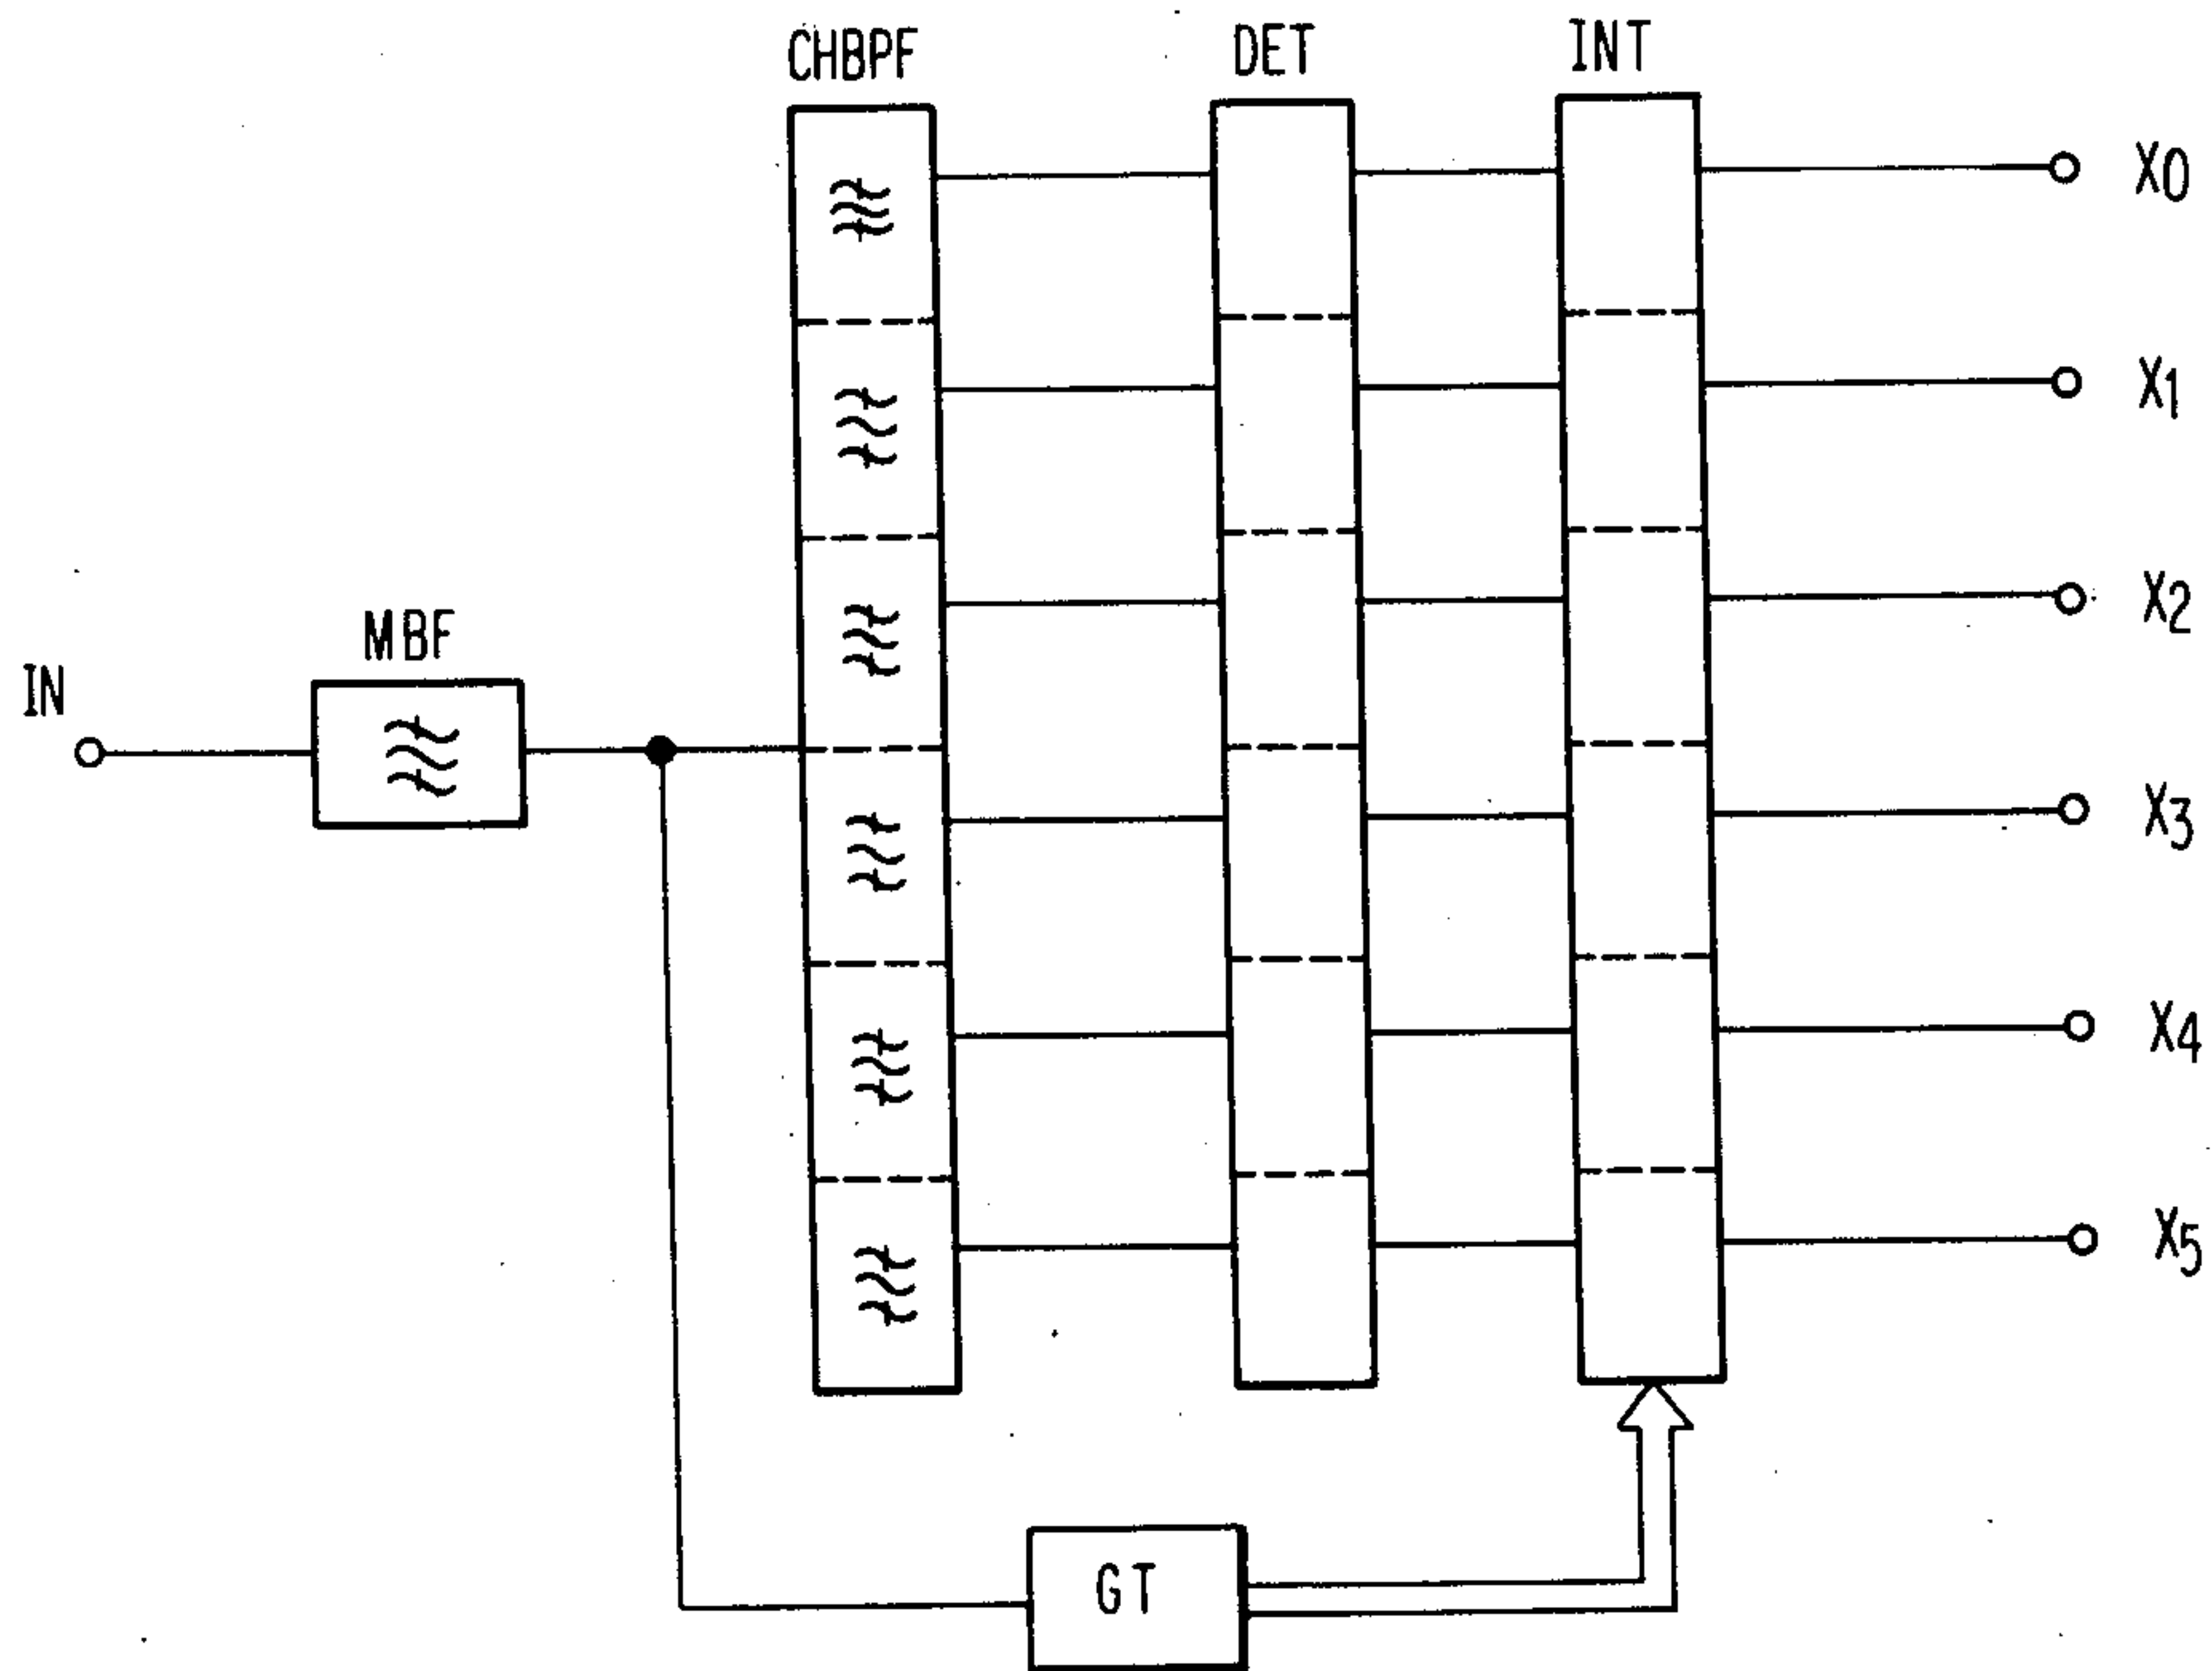 CHBPF
DET
INT
X0
X1
X2
MBF
IN
X3
X4
X5
GT